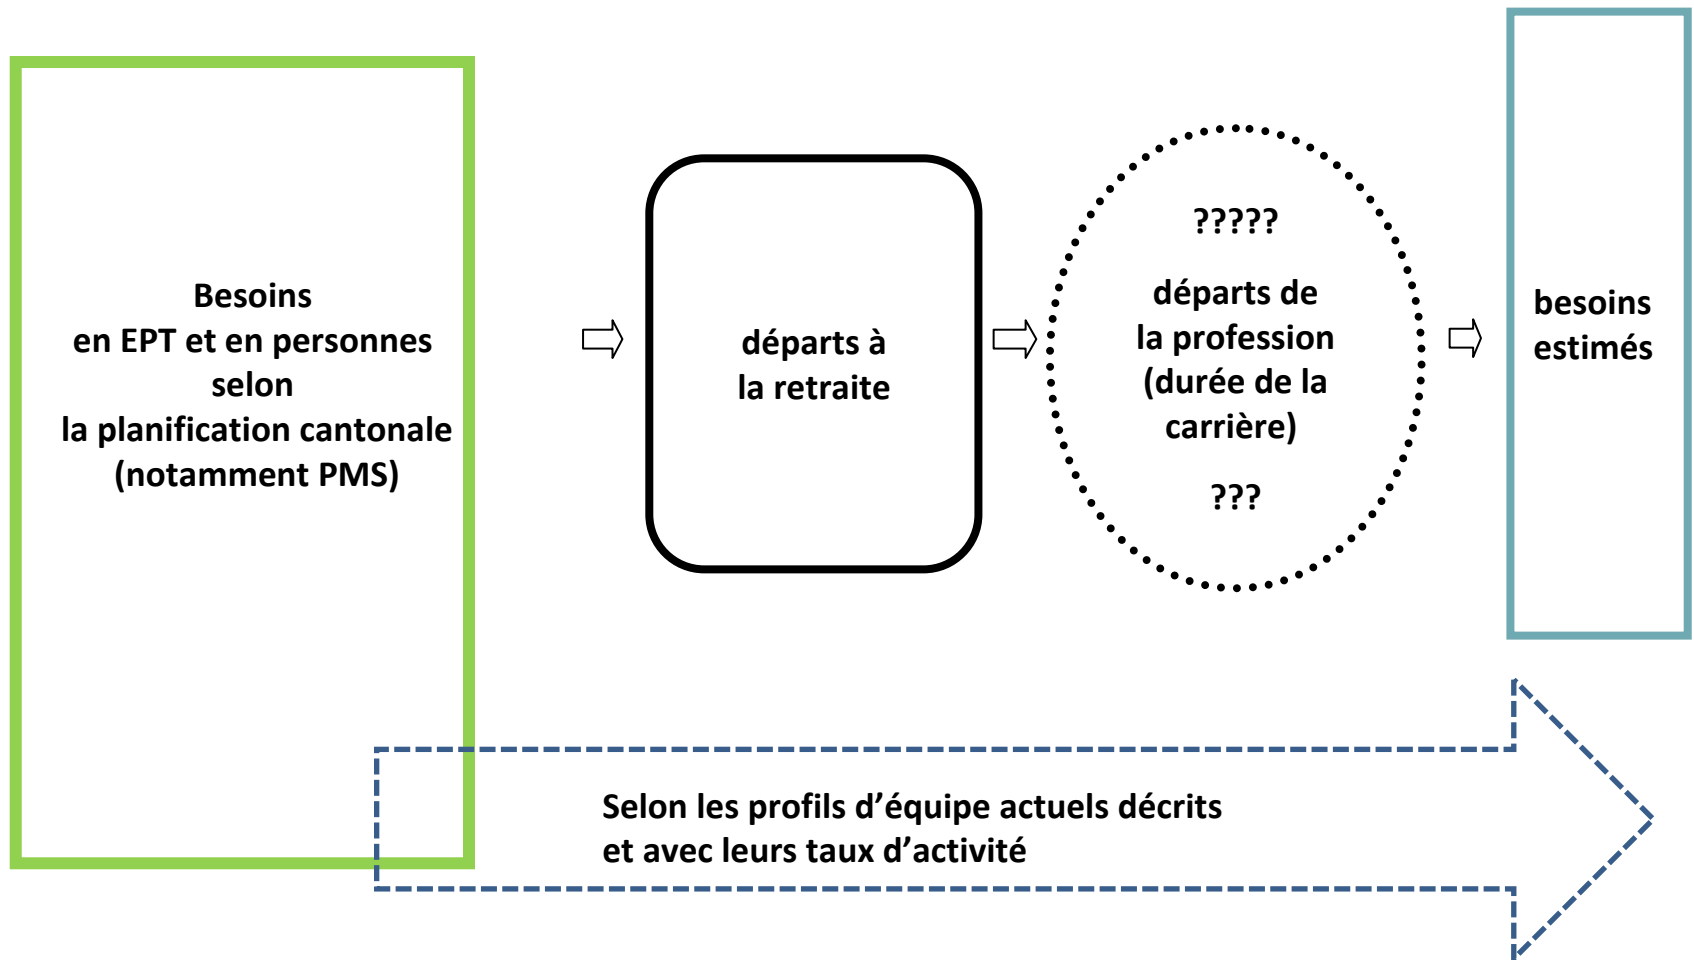 Besoins
en EPT et en personnes
selon
la planification cantonale
(notamment PMS)
départs à
la retraite
?????
départs de
la profession
(durée de la
carrière)
???
besoins
estimés
Selon les profils d’équipe actuels décrits
et avec leurs taux d’activité